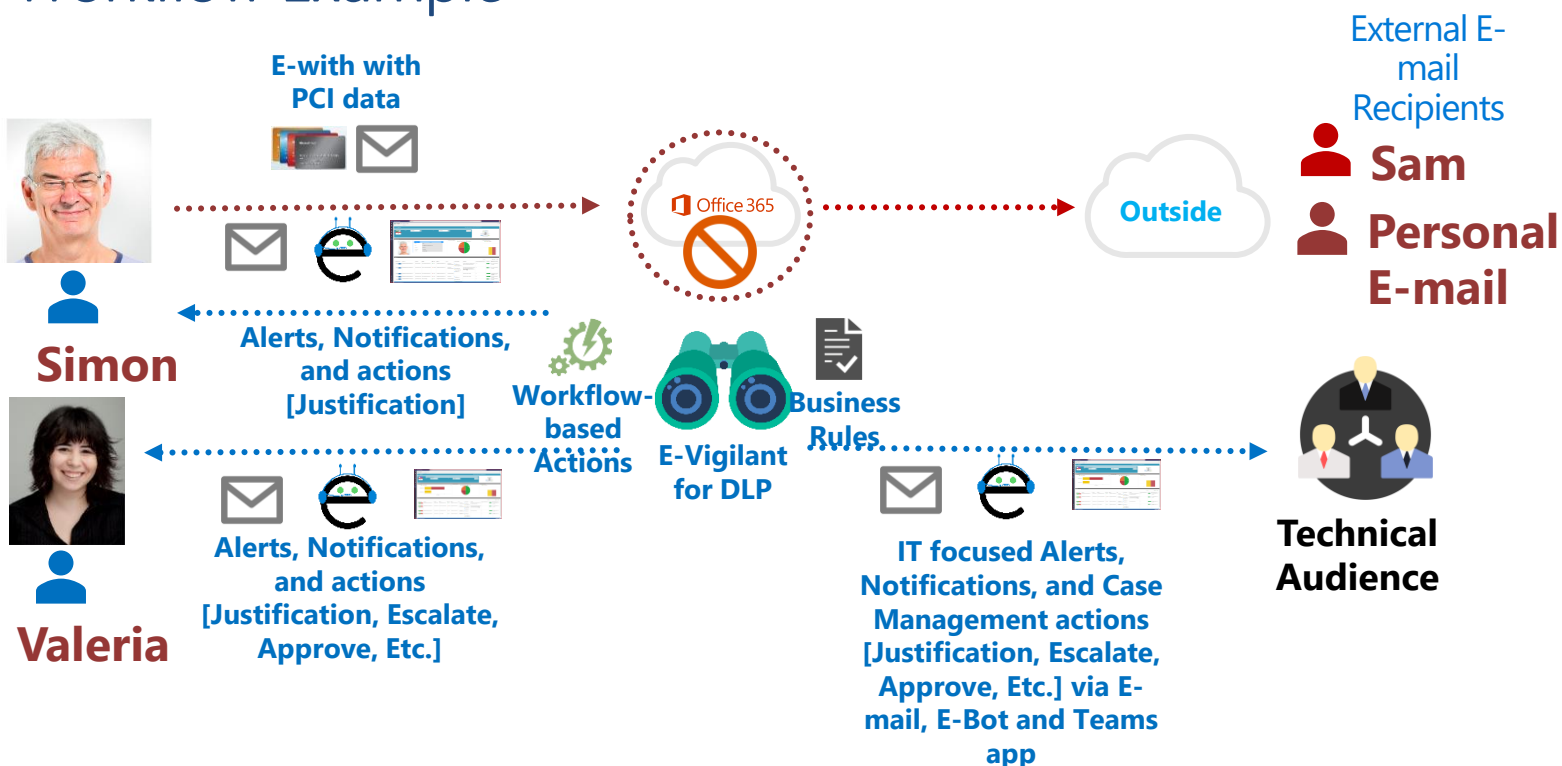 Workflow Example
External E-
mail
Recipients
E-with with
PCI data
Sam
Office 365
Outside
Personal
E-mail
Simon
Alerts, Notifications,
and actions
[Justification]
Workflow-
based
Actions
E-Vigilant
for DLP
Business
Rules
Valeria
Alerts, Notifications,
and actions
[Justification, Escalate,
Approve, Etc.]
IT focused Alerts,
Notifications, and Case
Management actions
[Justification, Escalate,
Approve, Etc.] via E-
mail, E-Bot and Teams
app
Technical
Audience